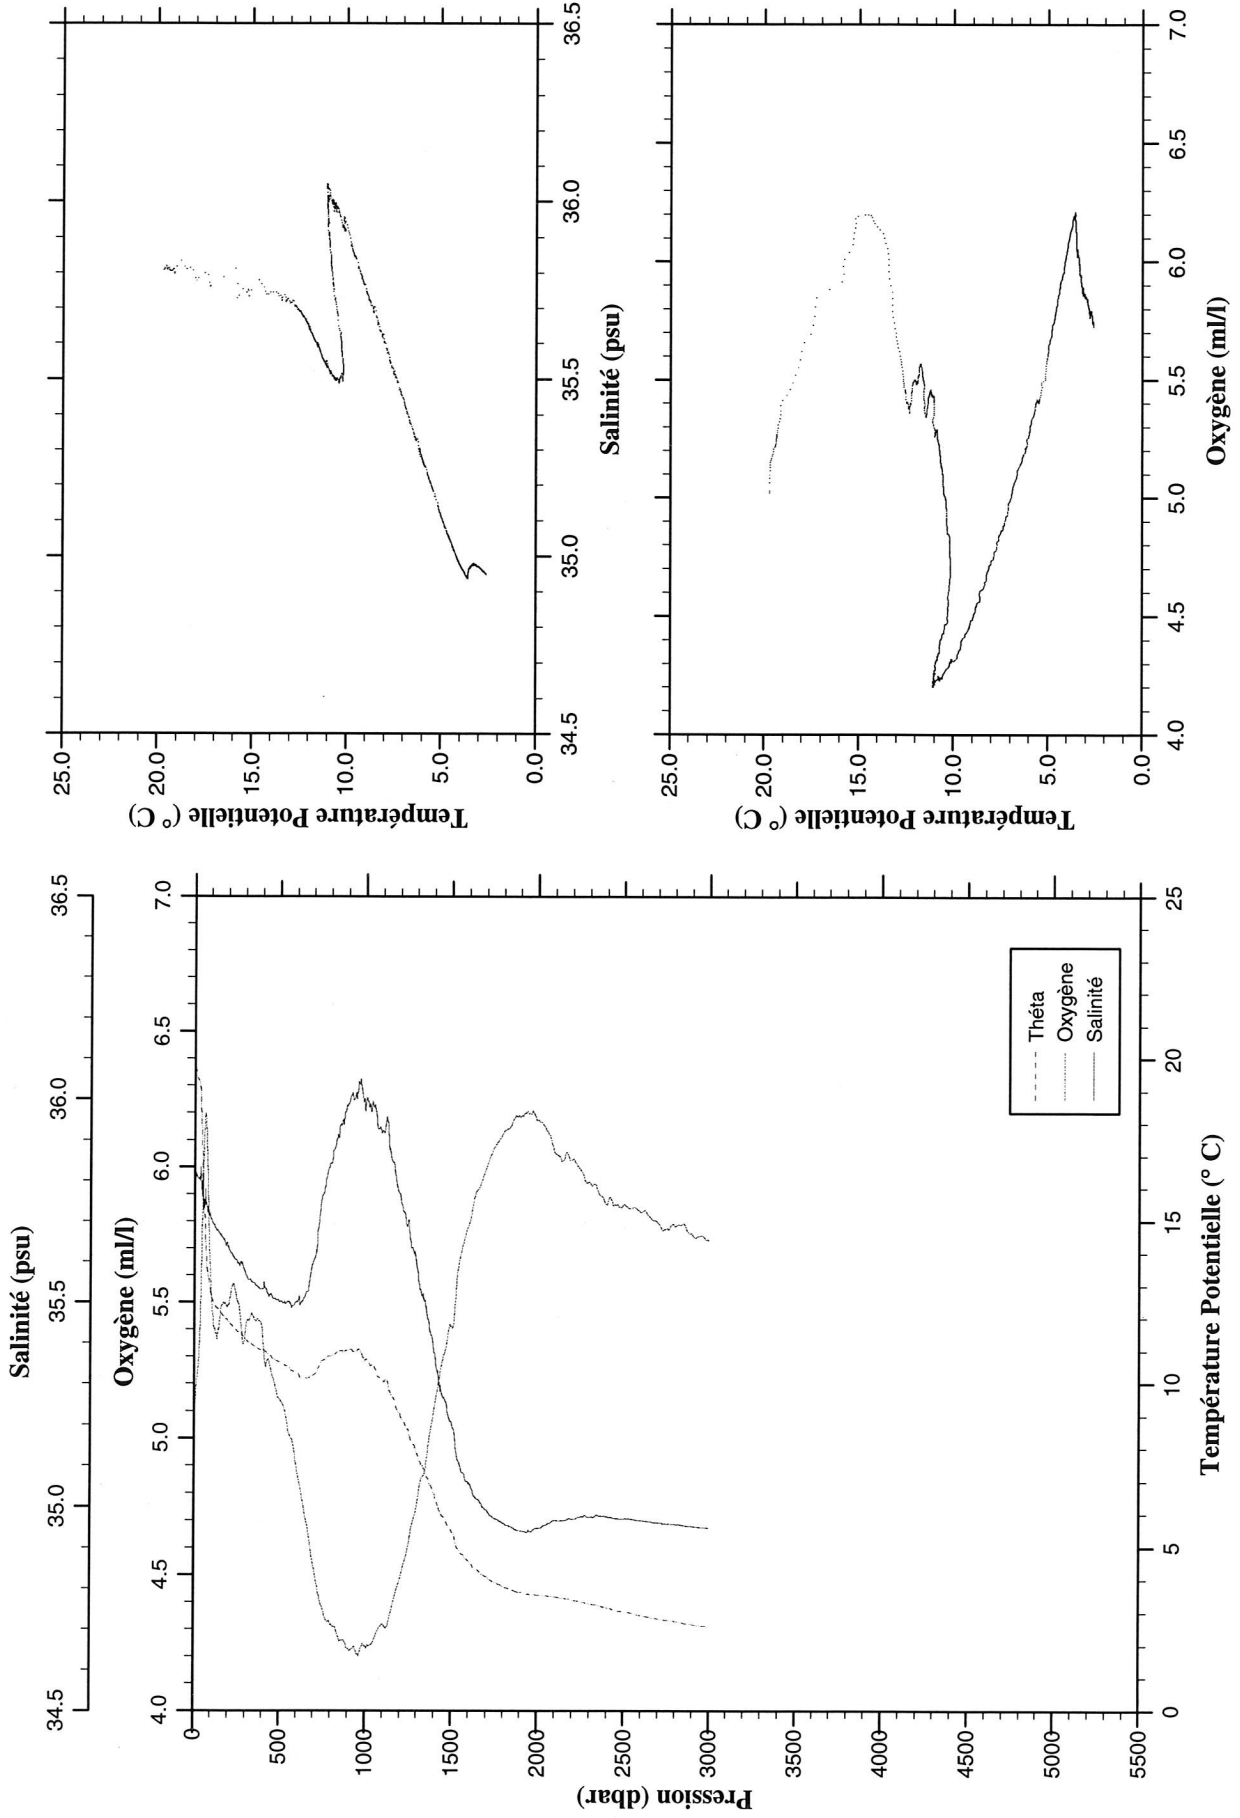 Salinité (psu)
34.5 35.0 35.5 36.0 36.5
Oxygène (ml/l)
4.0 4.5 5.0 5.5 6.0 6.5 7.0
Pression (dbar)
0
500
1000
1500
2000
2500
3000
3500
4000
4500
5000
5500
Théta
Oxygène
Salinité
0 5 10 15 20 25
Température Potentielle (° C)
Température Potentielle (° C)
25.0
20.0
15.0
10.0
5.0
0.0
34.5 35.0 35.5 36.0 36.5
Salinité (psu)
Température Potentielle (° C)
25.0
20.0
15.0
10.0
5.0
0.0
4.0 4.5 5.0 5.5 6.0 6.5 7.0
Oxygène (ml/l)